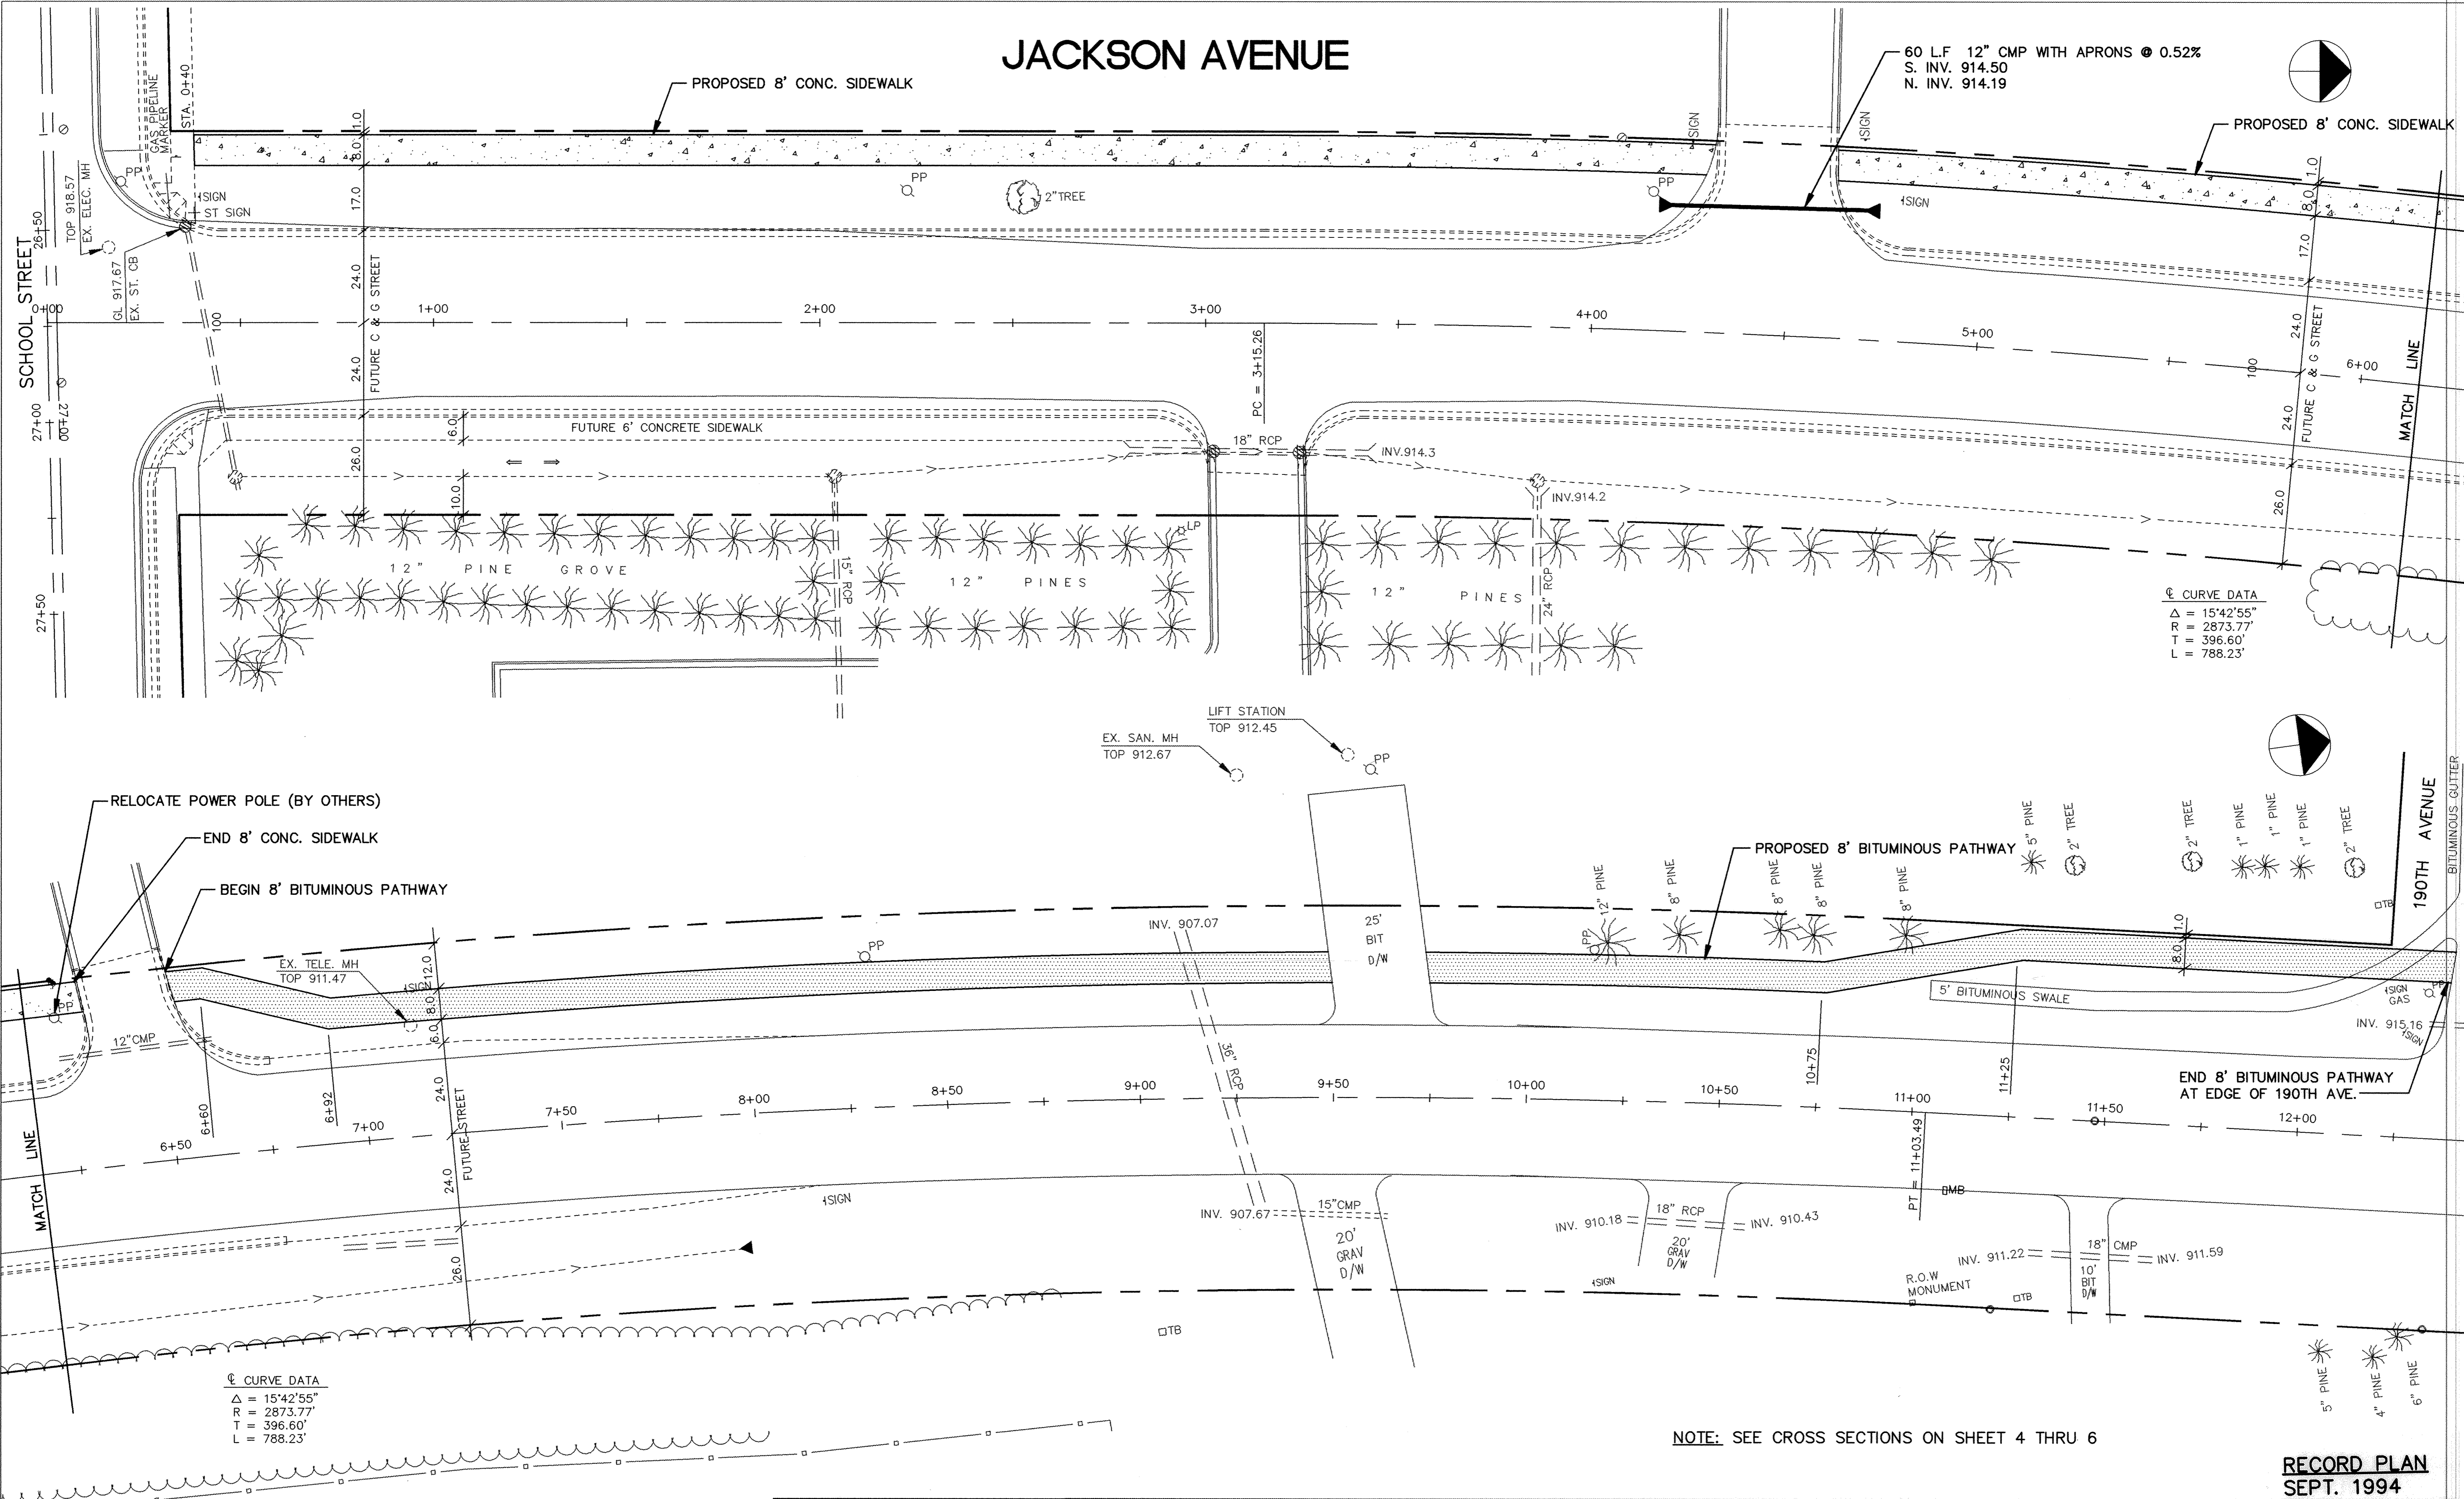 JACKSON AVENUE
60 L.F 12" CMP WITH APRONS @ 0.52%
S. INV. 914.50
N. INV. 914.19
PROPOSED 8' CONC. SIDEWALK
PROPOSED 8' CONC. SIDEWALK
GAS PIPELINE
MARKER
STA. 0+40
1.0
8.0
17.0
24.0
24.0
26.0
FUTURE C & G STREET
PP
SIGN
ST SIGN
TOP 918.57
EX. ELEC. MH
GL 917.67
EX. ST. CB
SCHOOL STREET
26+50
27+00
27+00
27+50
100
PP
2"TREE
PP
SIGN
SIGN
SIGN
0+00
1+00
2+00
3+00
4+00
5+00
6+00
PC = 3+15.26
1.0
8.0
17.0
24.0
24.0
26.0
FUTURE C & G STREET
100
MATCH LINE
6.0
10.0
FUTURE 6' CONCRETE SIDEWALK
18" RCP
INV.914.3
INV.914.2
LP
12" PINE GROVE
15" RCP
12" PINES
12" PINES
24" RCP
℄ CURVE DATA
Δ = 15°42'55"
R = 2873.77'
T = 396.60'
L = 788.23'
LIFT STATION
TOP 912.45
EX. SAN. MH
TOP 912.67
PP
RELOCATE POWER POLE (BY OTHERS)
END 8' CONC. SIDEWALK
BEGIN 8' BITUMINOUS PATHWAY
PROPOSED 8' BITUMINOUS PATHWAY
5" PINE
2" TREE
2" TREE
1" PINE
1" PINE
1" PINE
2" TREE
190TH AVENUE
BITUMINOUS GUTTER
12" PINE
8" PINE
8" PINE
8" PINE
8" PINE
TB
PP
PP
INV. 907.07
25'
BIT
D/W
PP
EX. TELE. MH
TOP 911.47
SIGN
12.0
8.0
6.0
24.0
24.0
26.0
FUTURE STREET
1.0
8.0
5' BITUMINOUS SWALE
SIGN
GAS
PP
INV. 915.16
SIGN
12"CMP
36" RCP
6+60
6+92
10+75
11+25
END 8' BITUMINOUS PATHWAY
AT EDGE OF 190TH AVE.
6+50
7+00
7+50
8+00
8+50
9+00
9+50
10+00
10+50
11+00
11+50
12+00
MATCH LINE
PT = 11+03.49
MB
SIGN
INV. 907.67
15"CMP
20'
GRAV
D/W
INV. 910.18
18" RCP
INV. 910.43
20'
GRAV
D/W
SIGN
INV. 911.22
18" CMP
INV. 911.59
10'
BIT
D/W
R.O.W
MONUMENT
TB
TB
5" PINE
4" PINE
6" PINE
℄ CURVE DATA
Δ = 15°42'55"
R = 2873.77'
T = 396.60'
L = 788.23'
NOTE: SEE CROSS SECTIONS ON SHEET 4 THRU 6
RECORD PLAN
SEPT. 1994